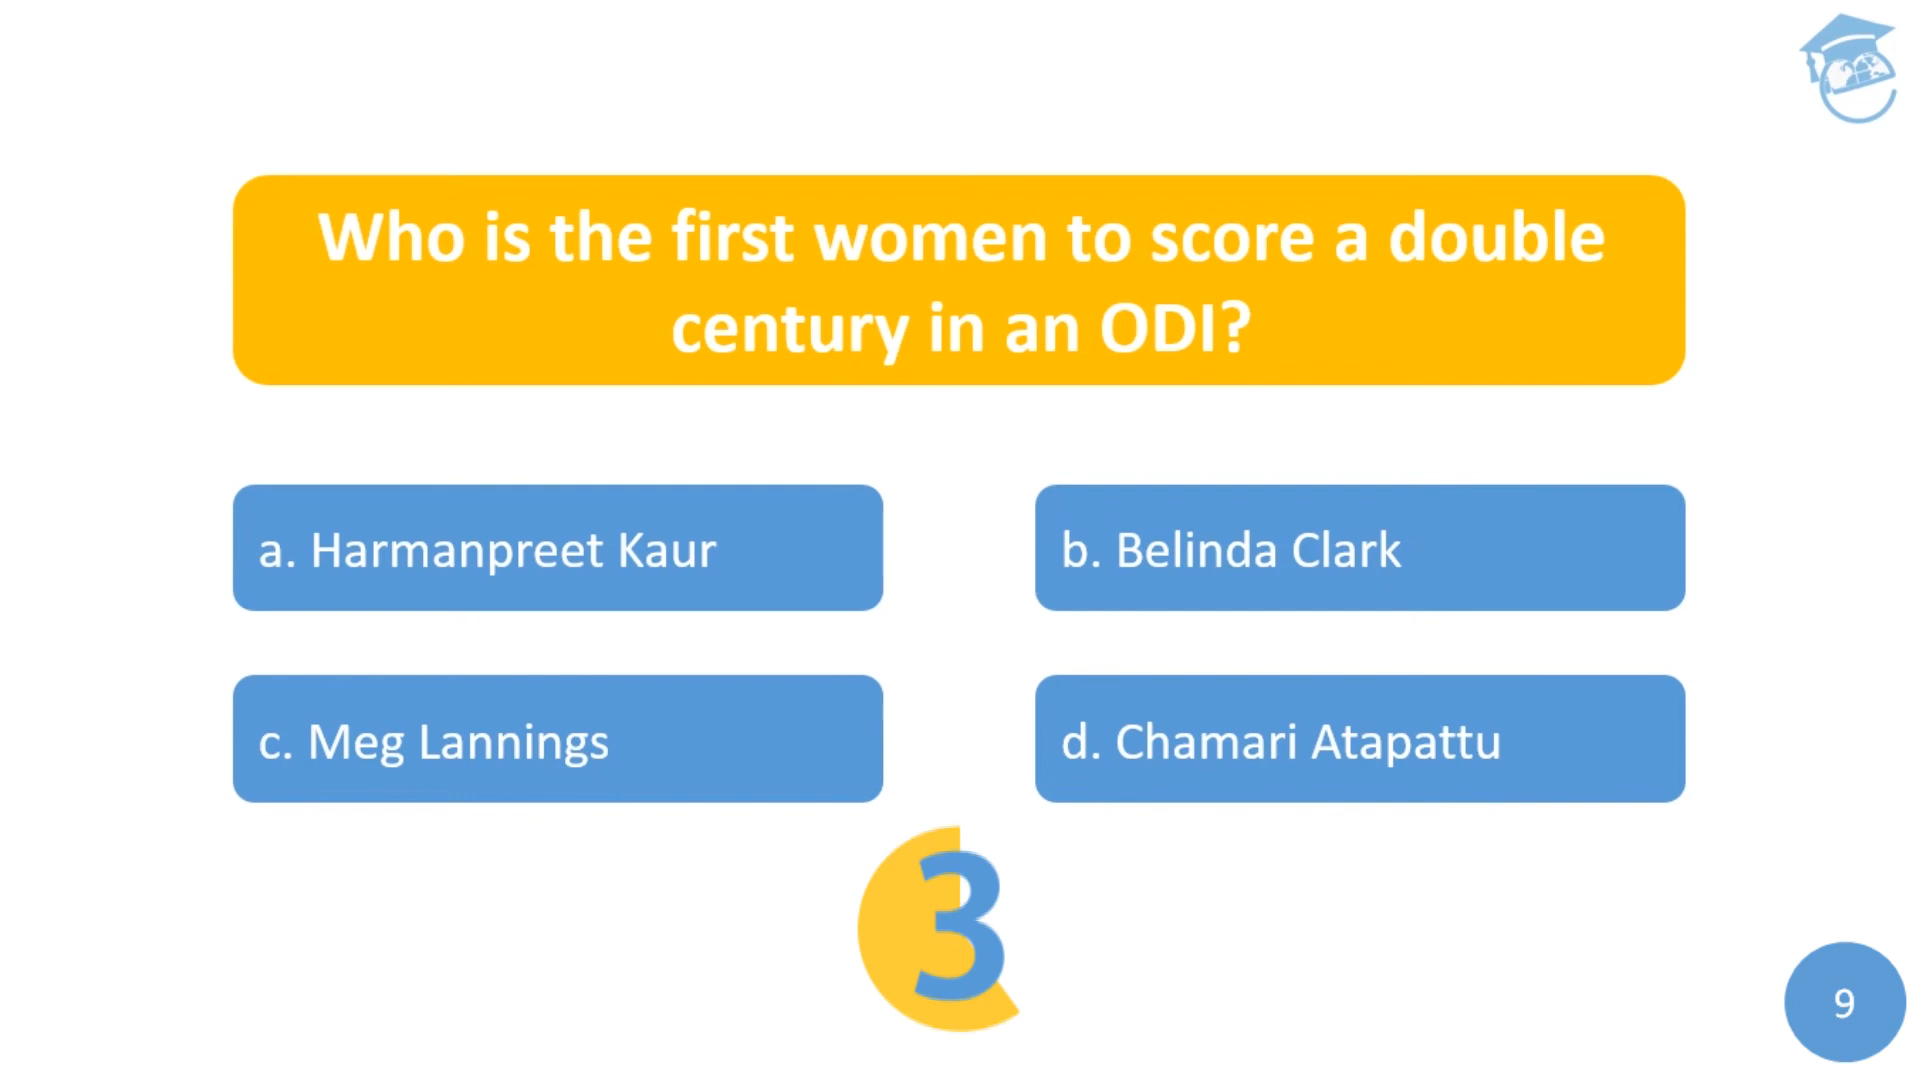 Who is the first women to score a double
century in an ODI?
a. Harmanpreet Kaur
b. Belinda Clark
c. Meg Lannings
d. Chamari Atapattu
3
9